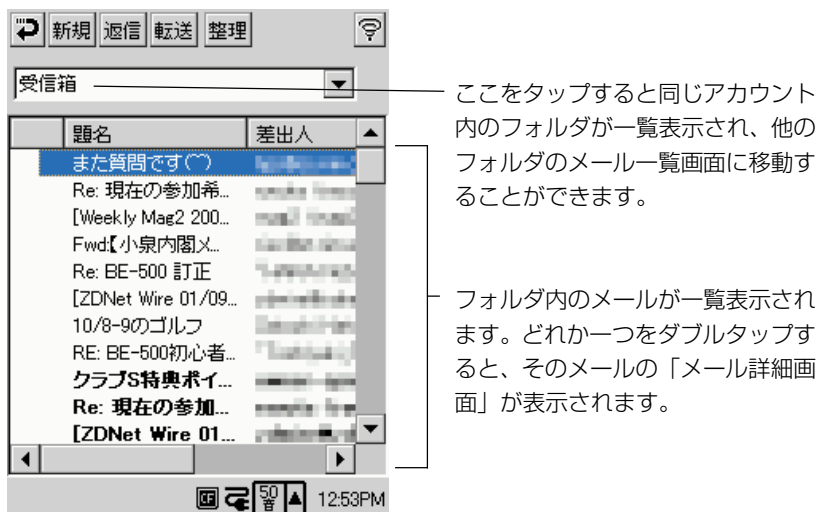 新規 返信 転送 整理
受信箱
題名 差出人
また質問です(^^)
Re: 現在の参加希...
[Weekly Mag2 200...
Fwd:【小泉内閣メ...
Re: BE-500 訂正
[ZDNet Wire 01/09...
10/8-9のゴルフ
RE: BE-500初心者...
クラブS特典ポイ...
Re: 現在の参加...
[ZDNet Wire 01...
12:53PM
ここをタップすると同じアカウント
内のフォルダが一覧表示され、他の
フォルダのメール一覧画面に移動す
ることができます。
フォルダ内のメールが一覧表示され
ます。どれか一つをダブルタップす
ると、そのメールの「メール詳細画
面」が表示されます。